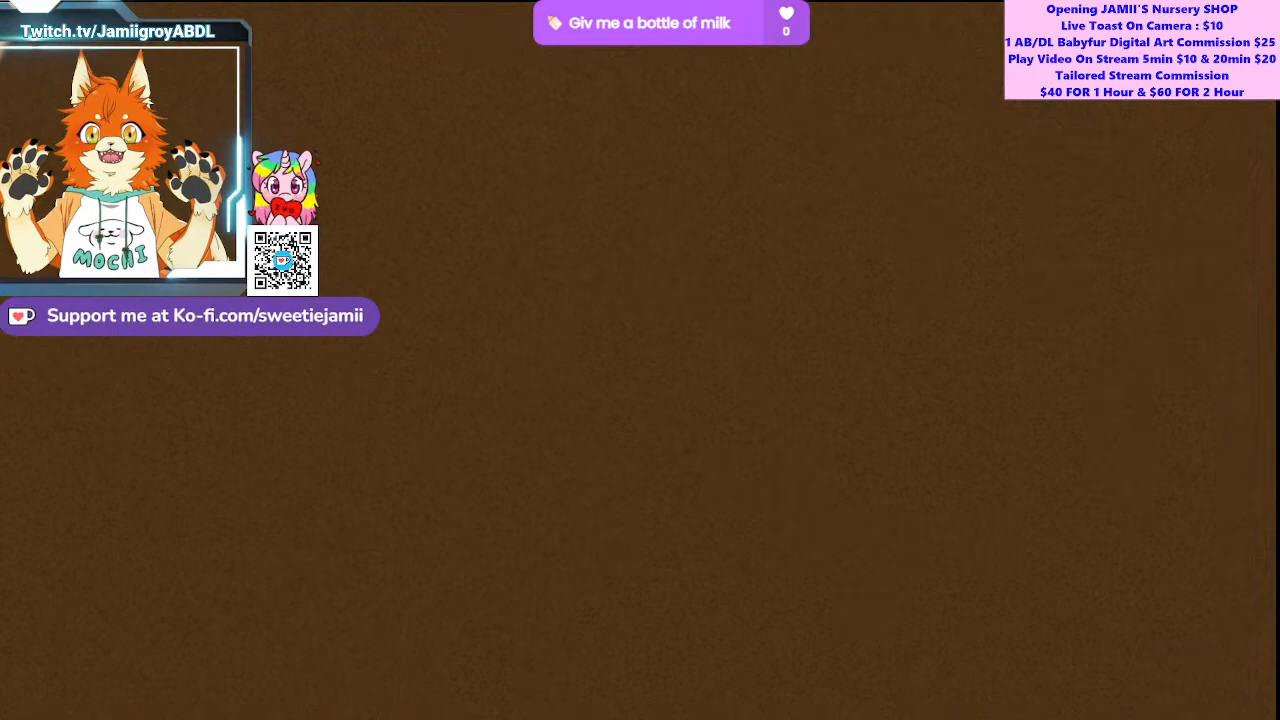 Twitch.tv/JamiigroyABDL
Giv me a bottle of milk
0
Opening JAMII'S Nursery SHOP
Live Toast On Camera : $10
1 AB/DL Babyfur Digital Art Commission $25
Play Video On Stream 5min $10 & 20min $20
Tailored Stream Commission
$40 FOR 1 Hour & $60 FOR 2 Hour
MOCHI
Support me at Ko-fi.com/sweetiejamii